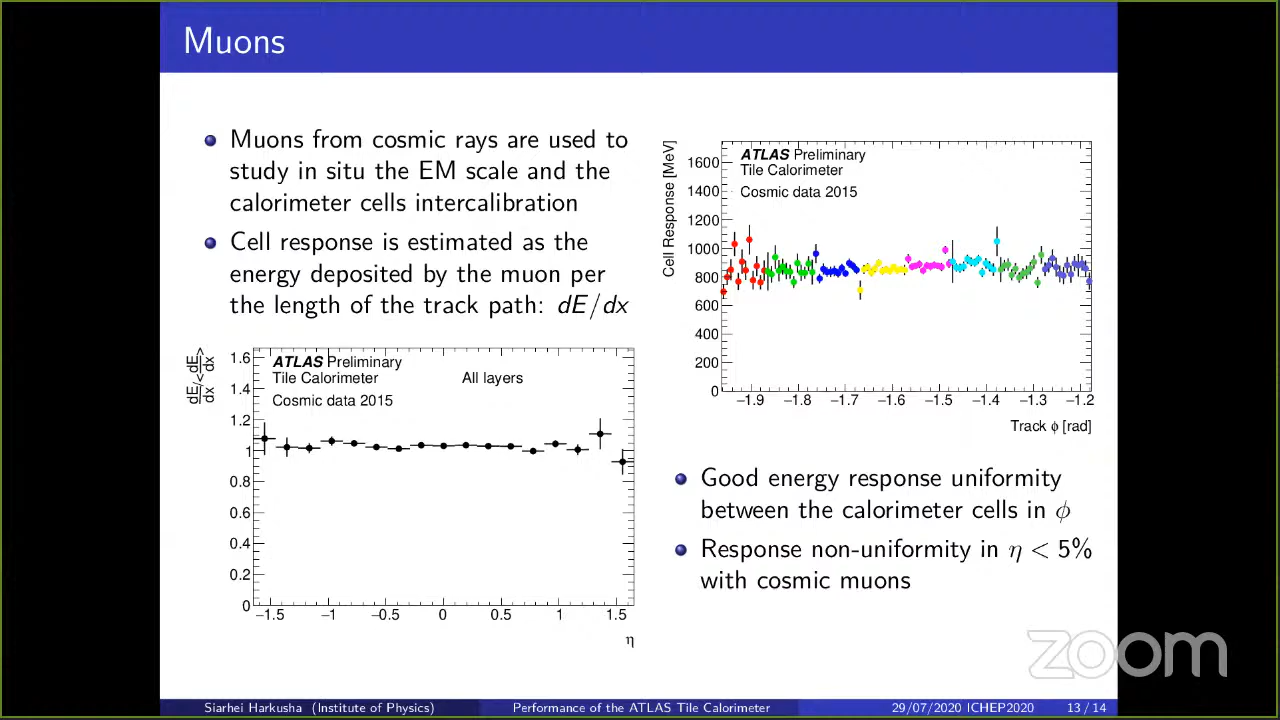 Muons
Muons from cosmic rays are used to
study in situ the EM scale and the
calorimeter cells intercalibration
Cell response is estimated as the
energy deposited by the muon per
the length of the track path: dE/dx
dE/dx/<dE/dx>
1.6
1.4
1.2
1
0.8
0.6
0.4
0.2
0
ATLAS Preliminary
Tile Calorimeter
All layers
Cosmic data 2015
−1.5 −1 −0.5 0 0.5 1 1.5
η
Cell Response [MeV]
1600
1400
1200
1000
800
600
400
200
0
ATLAS Preliminary
Tile Calorimeter
Cosmic data 2015
−1.9 −1.8 −1.7 −1.6 −1.5 −1.4 −1.3 −1.2
Track ϕ [rad]
Good energy response uniformity
between the calorimeter cells in ϕ
Response non-uniformity in η < 5%
with cosmic muons
zoom
Siarhei Harkusha (Institute of Physics) Performance of the ATLAS Tile Calorimeter 29/07/2020 ICHEP2020 13 / 14